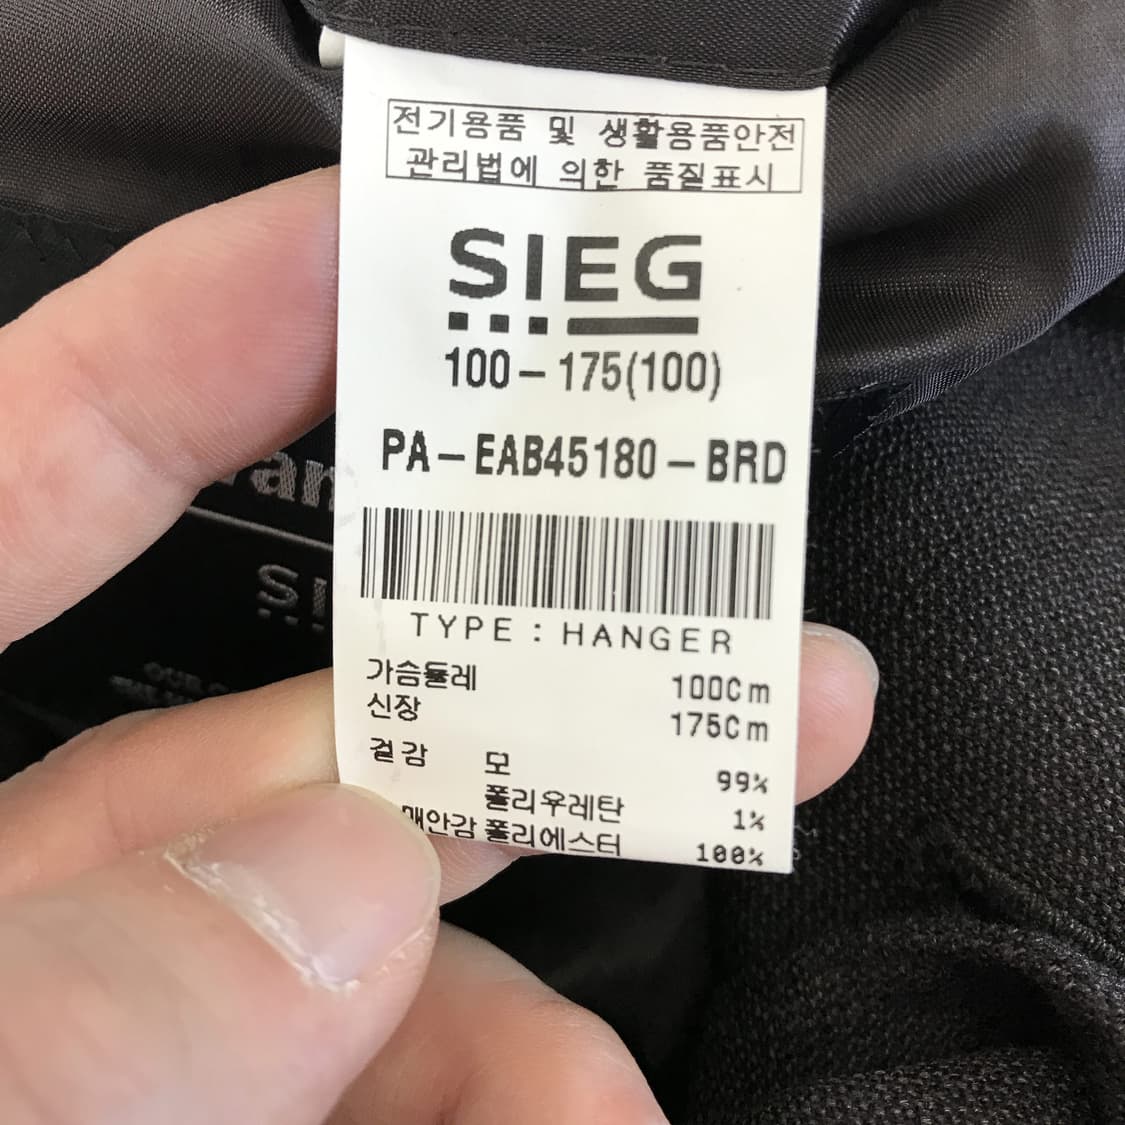 전기용품 및 생활용품안전
관리법에 의한 품질표시
SIEG
100-175(100)
PA-EAB45180-BRD
TYPE : HANGER
가슴둘레 100Cm
신장 175Cm
겉감 모 99%
폴리우레탄 1%
폴리에스터 100%
SI